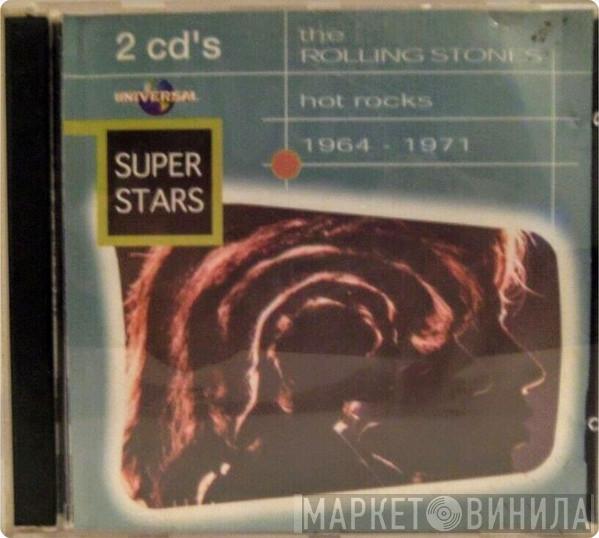 2 cd's
the
ROLLING STONES
UNIVERSAL
hot rocks
1964 - 1971
SUPER
STARS
МАРКЕТ ВИНИЛА